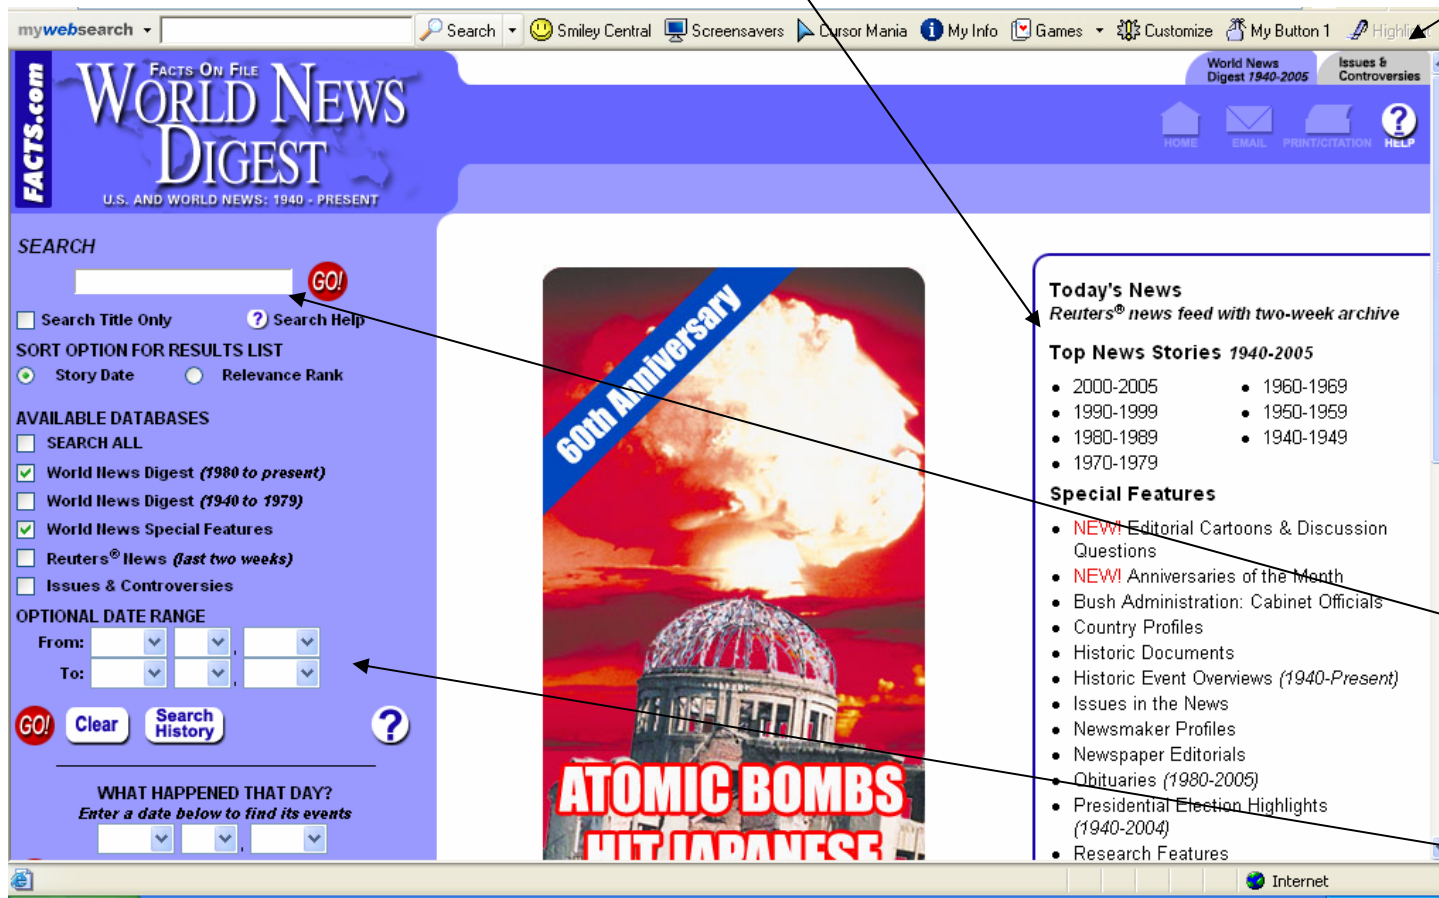 mywebsearch
Search
Smiley Central
Screensavers
Cursor Mania
My Info
Games
Customize
My Button 1
FACTS.com
FACTS ON FILE
WORLD NEWS
DIGEST
U.S. AND WORLD NEWS: 1940 - PRESENT
World News
Digest 1940-2005
Issues &
Controversies
HOME
EMAIL
PRINT/CITATION
HELP
SEARCH
GO!
Search Title Only
? Search Help
SORT OPTION FOR RESULTS LIST
Story Date
Relevance Rank
AVAILABLE DATABASES
SEARCH ALL
World News Digest (1980 to present)
World News Digest (1940 to 1979)
World News Special Features
Reuters® News (last two weeks)
Issues & Controversies
OPTIONAL DATE RANGE
From: ,
To: ,
GO!
Clear
Search
History
?
WHAT HAPPENED THAT DAY?
Enter a date below to find its events
,
60th Anniversary
ATOMIC BOMBS
HIT JAPANESE
Today's News
Reuters® news feed with two-week archive
Top News Stories 1940-2005
• 2000-2005
• 1990-1999
• 1980-1989
• 1970-1979
• 1960-1969
• 1950-1959
• 1940-1949
Special Features
• NEW! Editorial Cartoons & Discussion
Questions
• NEW! Anniversaries of the Month
• Bush Administration: Cabinet Officials
• Country Profiles
• Historic Documents
• Historic Event Overviews (1940-Present)
• Issues in the News
• Newsmaker Profiles
• Newspaper Editorials
• Obituaries (1980-2005)
• Presidential Election Highlights
(1940-2004)
• Research Features
Internet